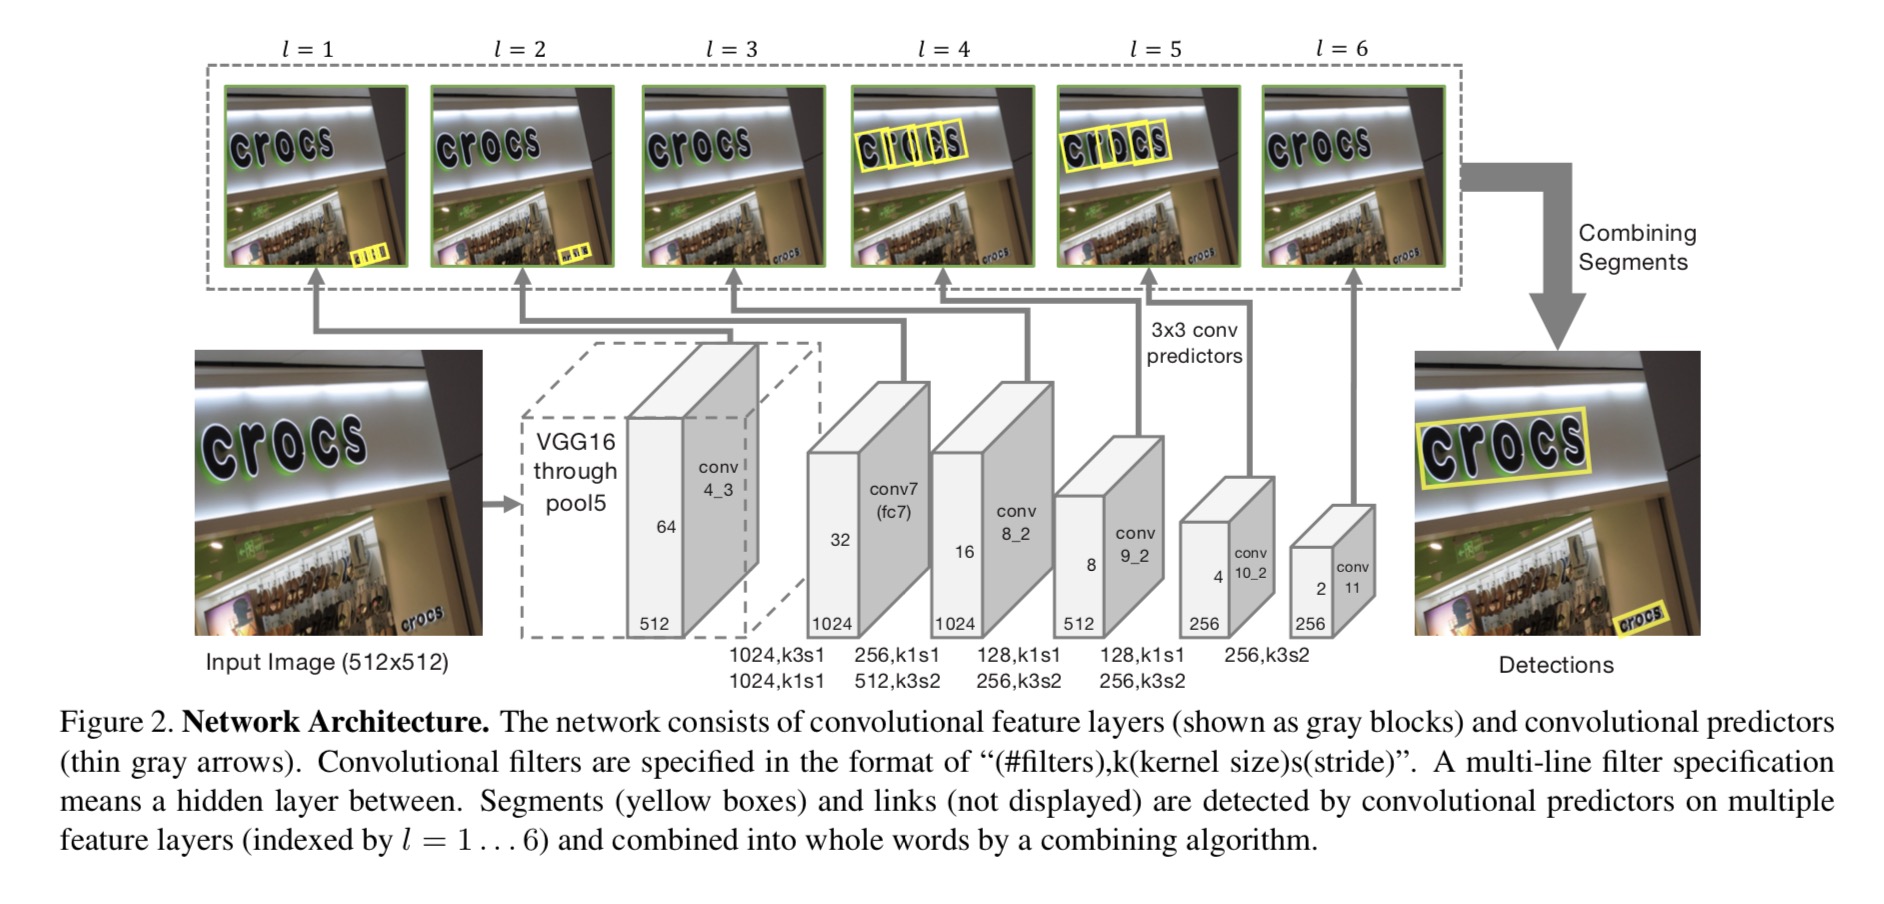 l = 1
l = 2
l = 3
l = 4
l = 5
l = 6
crocs
crocs
crocs
crocs
crocs
crocs
crocs
crocs
crocs
crocs
Combining
Segments
3x3 conv
predictors
crocs
crocs
Input Image (512x512)
VGG16
through
pool5
64
512
conv
4_3
32
1024
conv7
(fc7)
16
1024
conv
8_2
8
512
conv
9_2
4
256
conv
10_2
2
256
conv
11
1024,k3s1
1024,k1s1
256,k1s1
512,k3s2
128,k1s1
256,k3s2
128,k1s1
256,k3s2
256,k3s2
crocs
crocs
Detections
Figure 2. Network Architecture. The network consists of convolutional feature layers (shown as gray blocks) and convolutional predictors
(thin gray arrows). Convolutional filters are specified in the format of “(#filters),k(kernel size)s(stride)”. A multi-line filter specification
means a hidden layer between. Segments (yellow boxes) and links (not displayed) are detected by convolutional predictors on multiple
feature layers (indexed by l = 1 . . . 6) and combined into whole words by a combining algorithm.